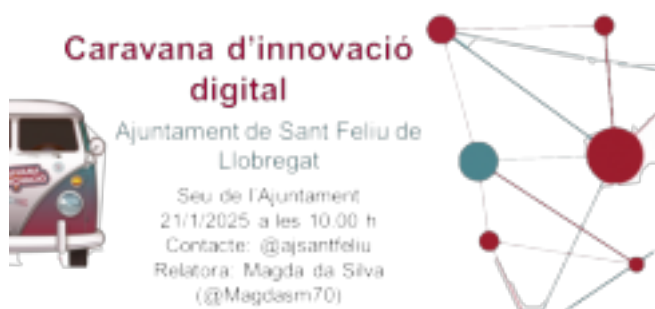 Caravana d'innovació
digital
Ajuntament de Sant Feliu de
Llobregat
Seu de l'Ajuntament
21/1/2025 a les 10.00 h
Contacte: @ajsantfeliu
Relatora: Magda da Silva
(@Magdasm70)